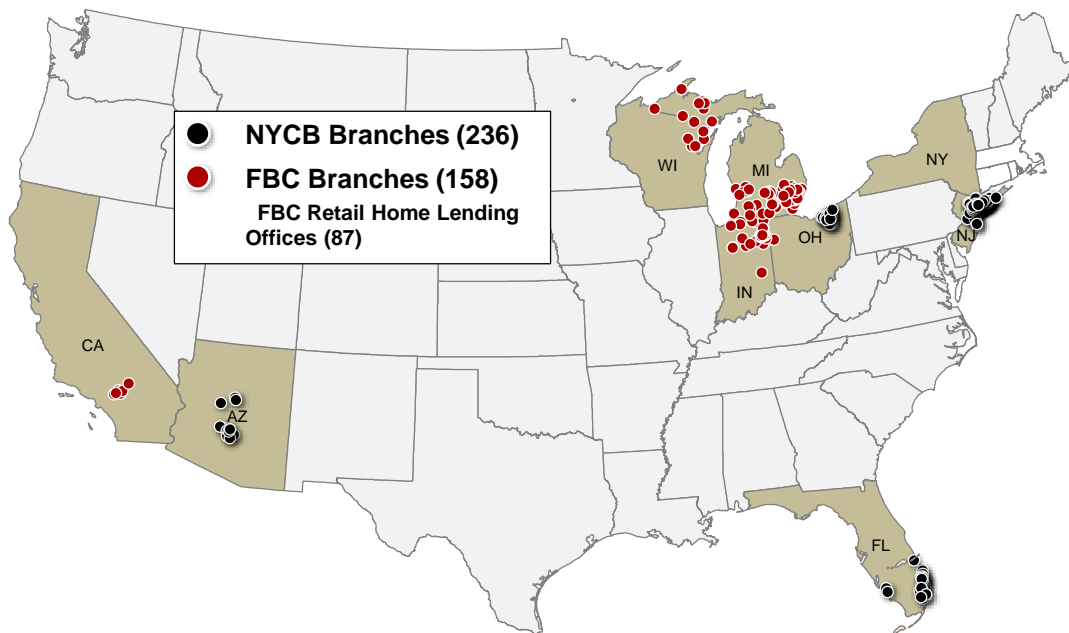 NYCB Branches (236)
FBC Branches (158)
FBC Retail Home Lending
Offices (87)
WI
MI
NY
OH
NJ
IN
CA
AZ
FL